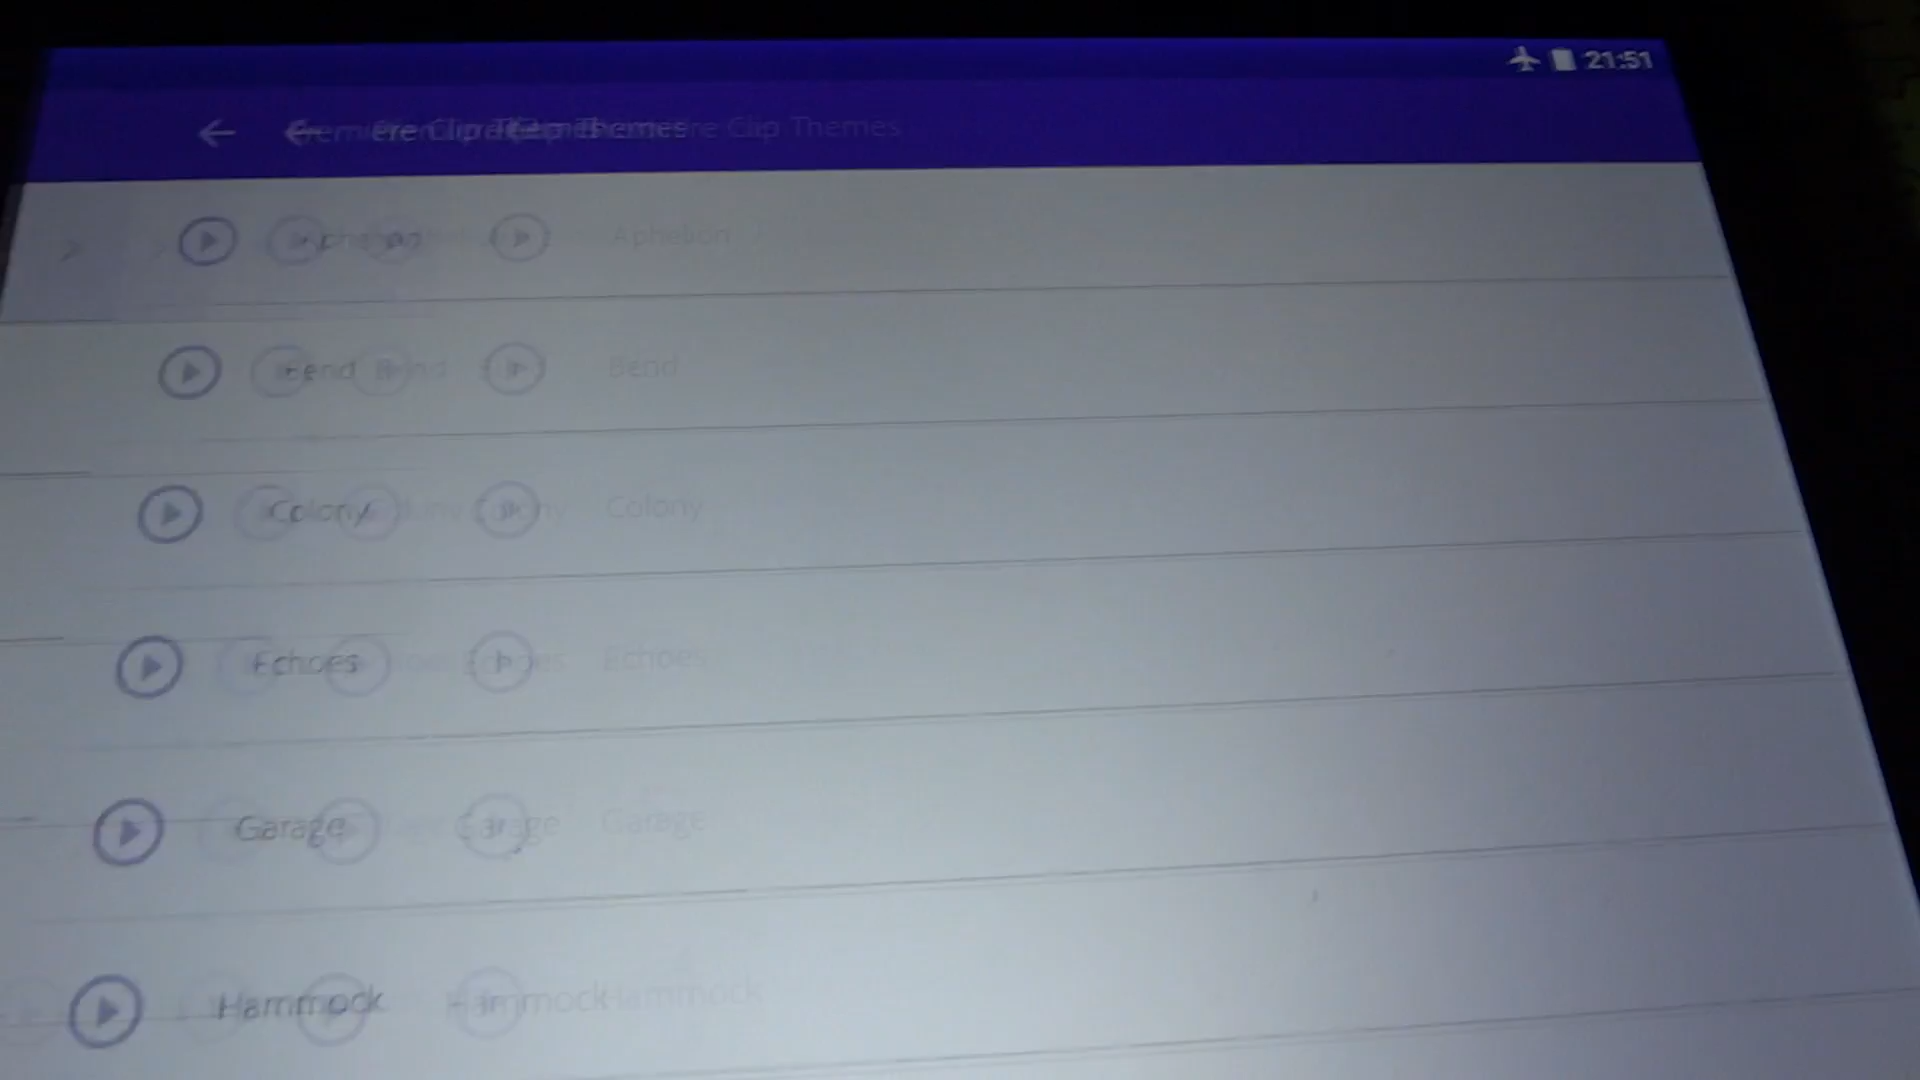 21:51
Premiere Clip Themes
Aphelion
Bend
Colony
Echoes
Garage
Hammock